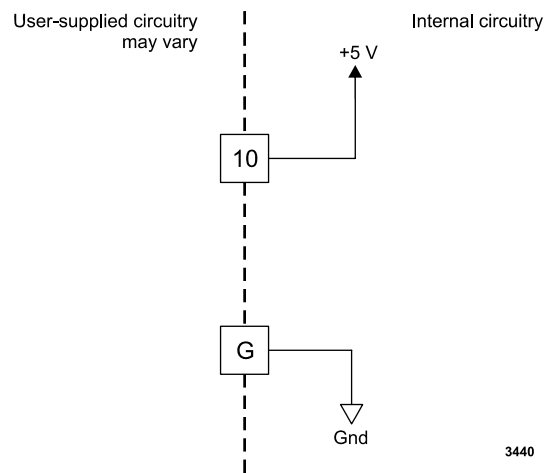 User-supplied circuitry
may vary
Internal circuitry
+5 V
10
G
Gnd
3440